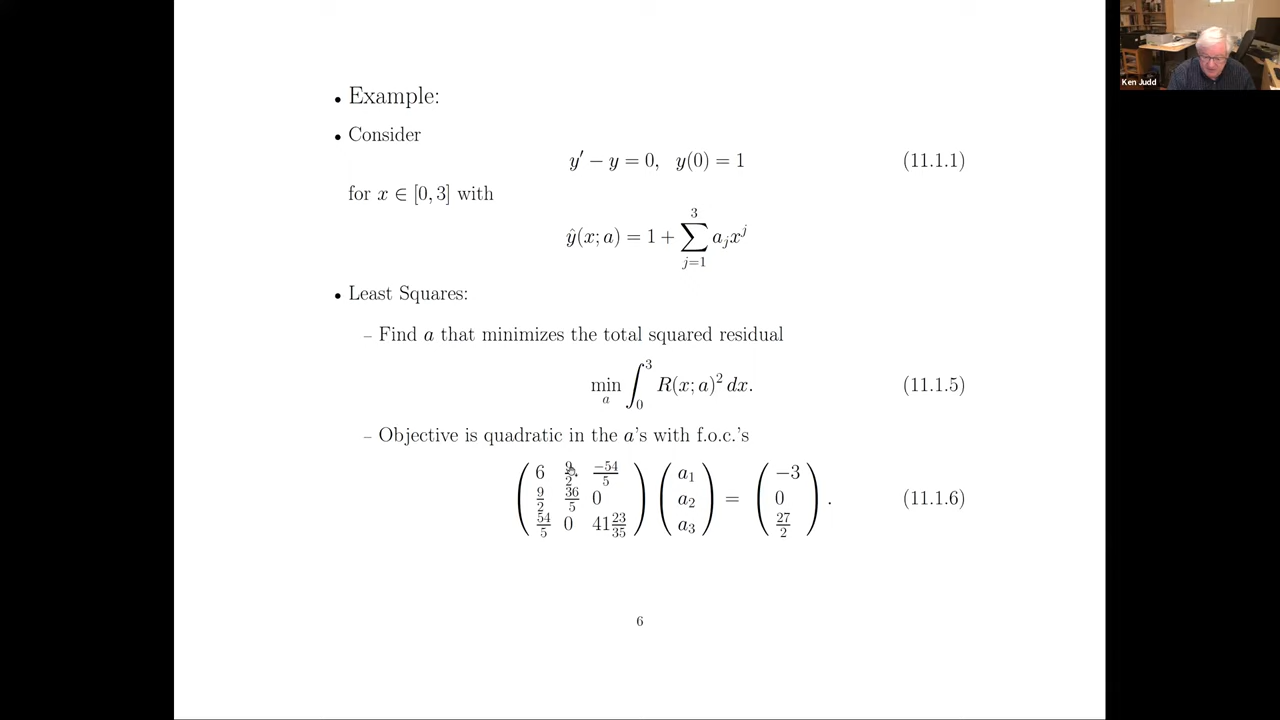 • Example:
• Consider
y′ − y = 0, y(0) = 1 (11.1.1)
for x ∈ [0, 3] with
ŷ(x; a) = 1 + ∑_{j=1}^{3} a_j x^j
• Least Squares:
– Find a that minimizes the total squared residual
min_a ∫_0^3 R(x; a)^2 dx. (11.1.5)
– Objective is quadratic in the a's with f.o.c.'s
( 6 9/2 −54/5 ; 9/2 36/5 0 ; 54/5 0 41 23/35 ) ( a_1 ; a_2 ; a_3 ) = ( −3 ; 0 ; 27/2 ) . (11.1.6)
6
Ken Judd